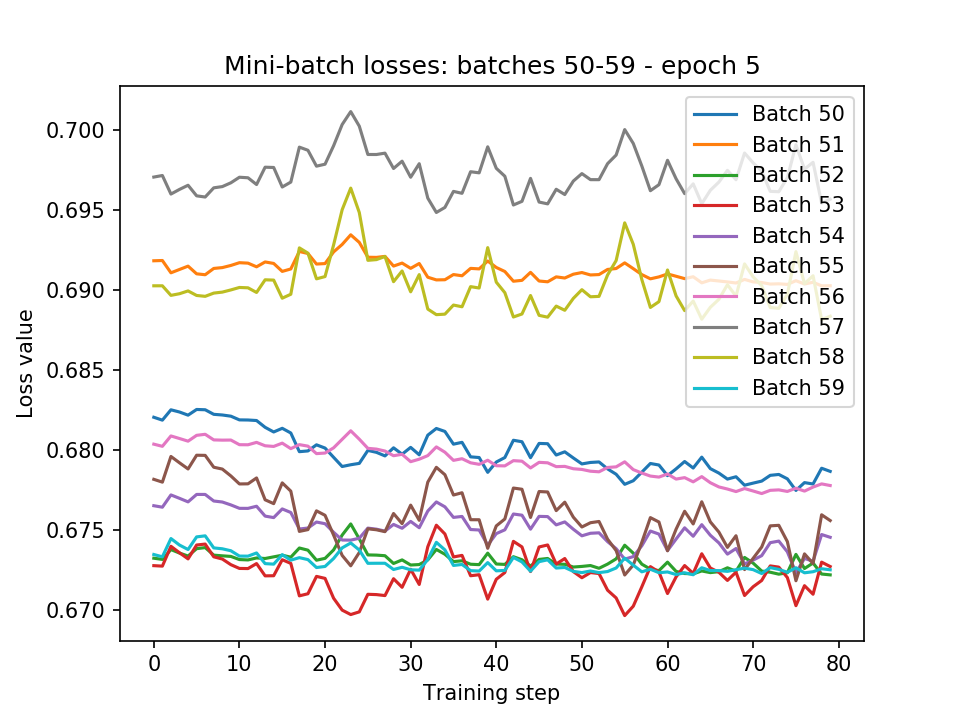 Mini-batch losses: batches 50-59 - epoch 5
0.700
0.695
0.690
0.685
0.680
0.675
0.670
Loss value
0
10
20
30
40
50
60
70
80
Training step
Batch 50
Batch 51
Batch 52
Batch 53
Batch 54
Batch 55
Batch 56
Batch 57
Batch 58
Batch 59